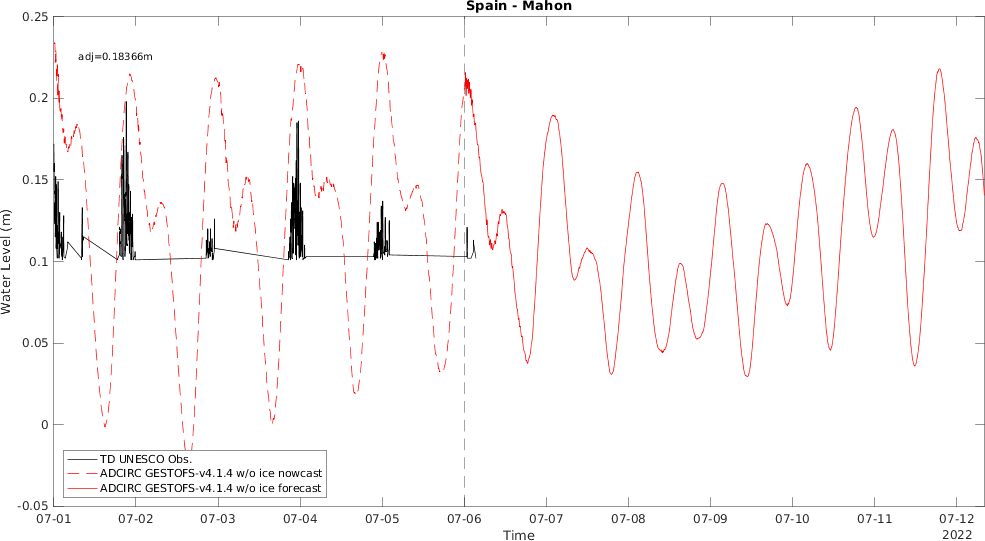 Spain - Mahon
adj=0.18366m
0.25
0.2
0.15
0.1
0.05
0
-0.05
Water Level (m)
TD UNESCO Obs.
ADCIRC GESTOFS-v4.1.4 w/o ice nowcast
ADCIRC GESTOFS-v4.1.4 w/o ice forecast
07-01 07-02 07-03 07-04 07-05 07-06 07-07 07-08 07-09 07-10 07-11 07-12
Time
2022